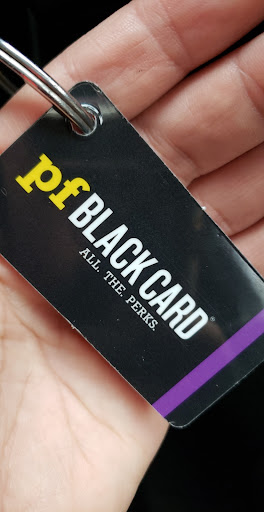 pf BLACK CARD®
ALL. THE. PERKS.